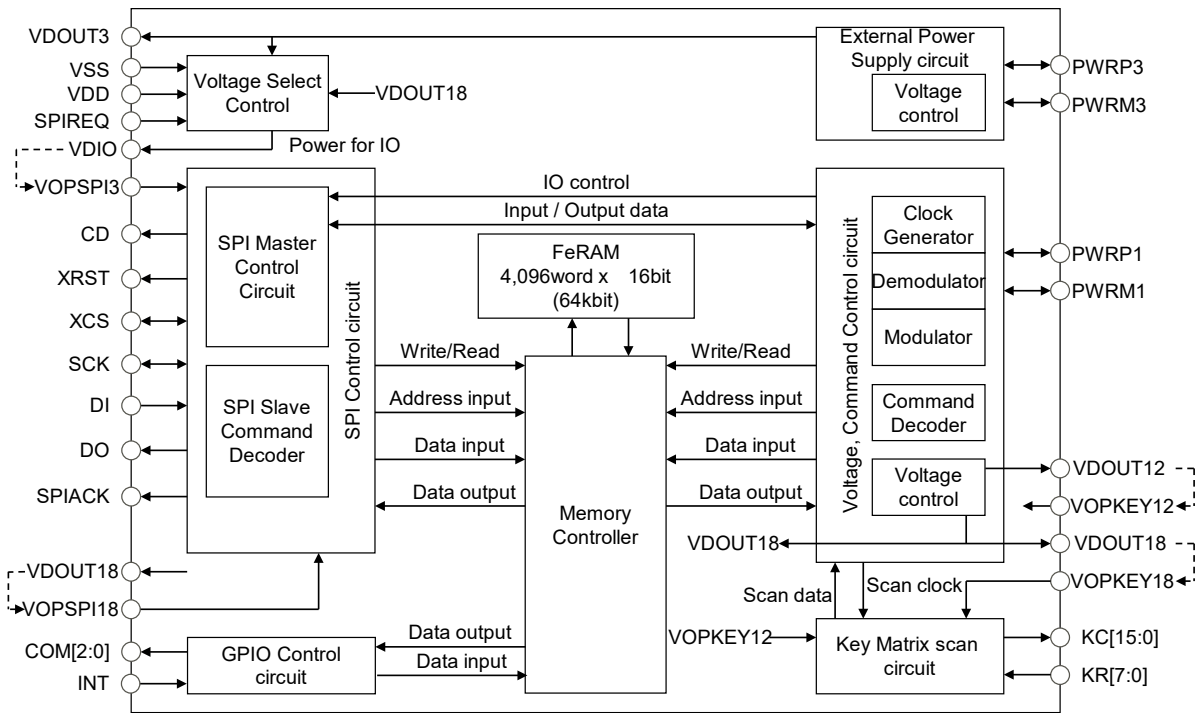 VDOUT3
VSS
VDD
SPIREQ
VDIO
VOPSPI3
CD
XRST
XCS
SCK
DI
DO
SPIACK
VDOUT18
VOPSPI18
COM[2:0]
INT
Voltage Select
Control
VDOUT18
Power for IO
External Power
Supply circuit
Voltage
control
PWRP3
PWRM3
SPI Master
Control
Circuit
SPI Slave
Command
Decoder
SPI Control circuit
IO control
Input / Output data
FeRAM
4,096word x 16bit
(64kbit)
Write/Read
Address input
Data input
Data output
Memory
Controller
Write/Read
Address input
Data input
Data output
Voltage, Command Control circuit
Clock
Generator
Demodulator
Modulator
Command
Decoder
Voltage
control
PWRP1
PWRM1
VDOUT12
VOPKEY12
VDOUT18
VDOUT18
VOPKEY18
Scan data
Scan clock
VOPKEY12
Key Matrix scan
circuit
KC[15:0]
KR[7:0]
GPIO Control
circuit
Data output
Data input